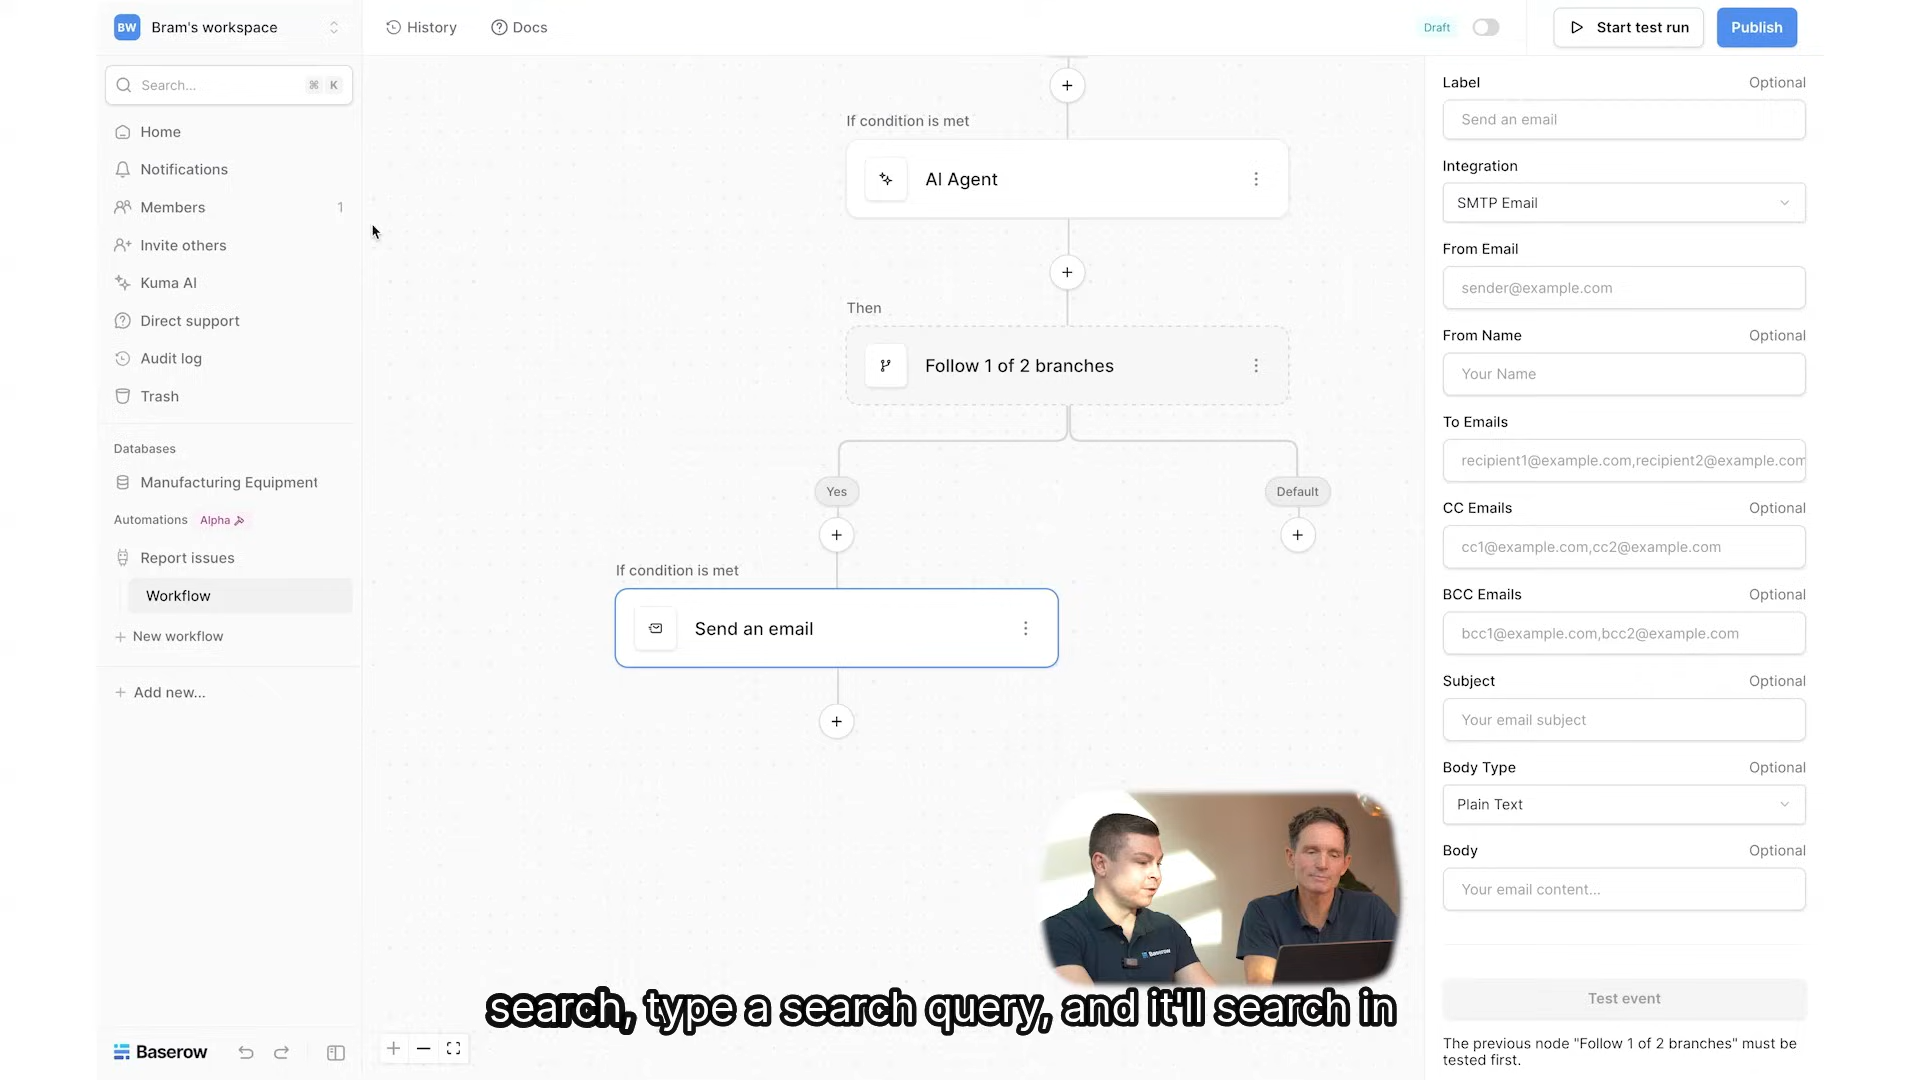 BW Bram's workspace
History
Docs
Draft
Start test run
Publish
Search...
⌘ K
Home
Notifications
Members 1
Invite others
Kuma AI
Direct support
Audit log
Trash
Databases
Manufacturing Equipment
Automations Alpha
Report issues
Workflow
+ New workflow
+ Add new...
Baserow
If condition is met
AI Agent
Then
Follow 1 of 2 branches
Yes
Default
If condition is met
Send an email
Label Optional
Send an email
Integration
SMTP Email
From Email
sender@example.com
From Name Optional
Your Name
To Emails
recipient1@example.com,recipient2@example.com
CC Emails Optional
cc1@example.com,cc2@example.com
BCC Emails Optional
bcc1@example.com,bcc2@example.com
Subject Optional
Your email subject
Body Type Optional
Plain Text
Body Optional
Your email content...
Test event
The previous node "Follow 1 of 2 branches" must be
tested first.
Baserow
search, type a search query, and it'll search in